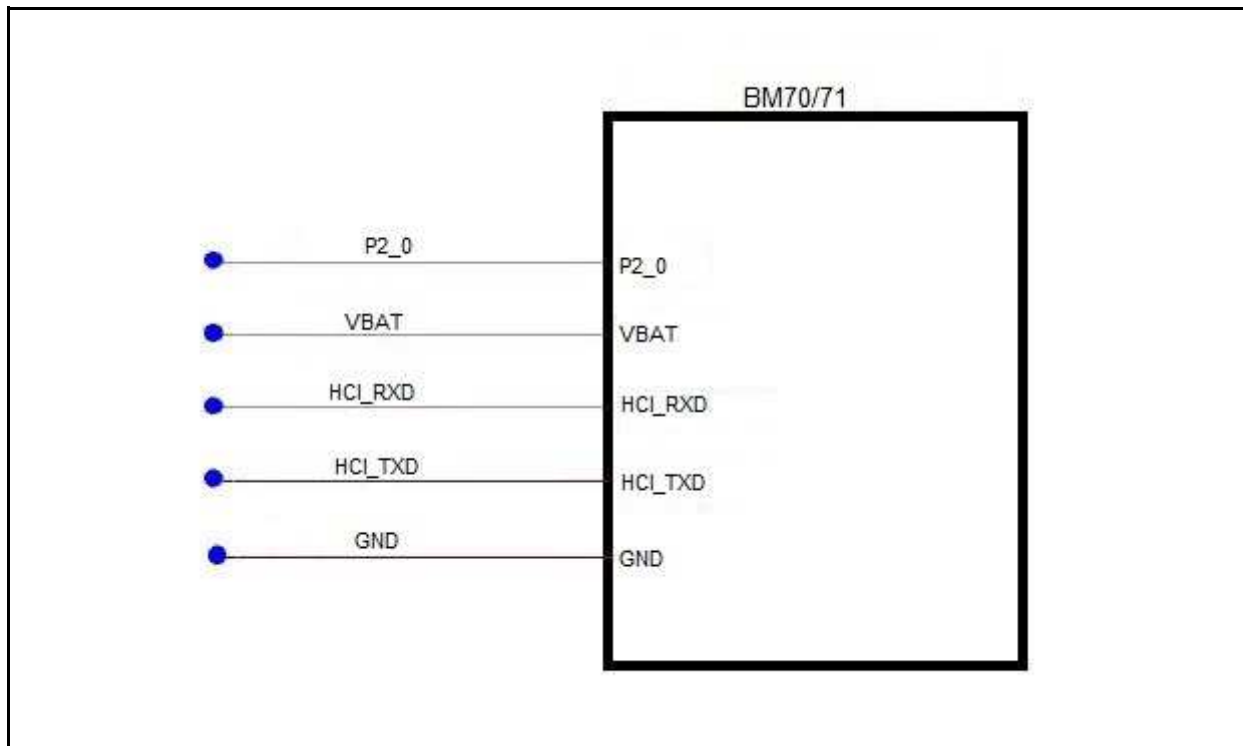 BM70/71
P2_0
P2_0
VBAT
VBAT
HCI_RXD
HCI_RXD
HCI_TXD
HCI_TXD
GND
GND